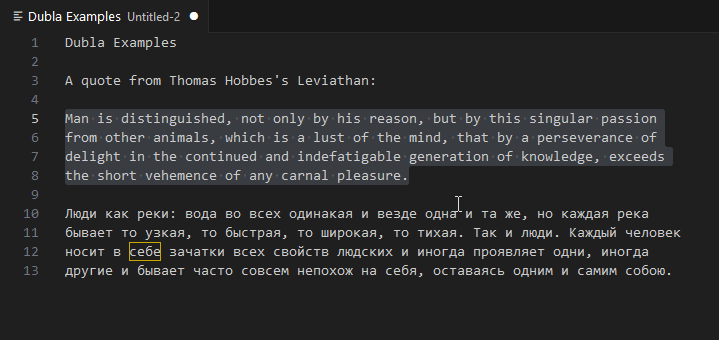 Dubla Examples Untitled-2
1 Dubla Examples
2
3 A quote from Thomas Hobbes's Leviathan:
4
5 Man is distinguished, not only by his reason, but by this singular passion
6 from other animals, which is a lust of the mind, that by a perseverance of
7 delight in the continued and indefatigable generation of knowledge, exceeds
8 the short vehemence of any carnal pleasure.
9
10 Люди как реки: вода во всех одинакая и везде одна и та же, но каждая река
11 бывает то узкая, то быстрая, то широкая, то тихая. Так и люди. Каждый человек
12 носит в себе зачатки всех свойств людских и иногда проявляет одни, иногда
13 другие и бывает часто совсем непохож на себя, оставаясь одним и самим собою.